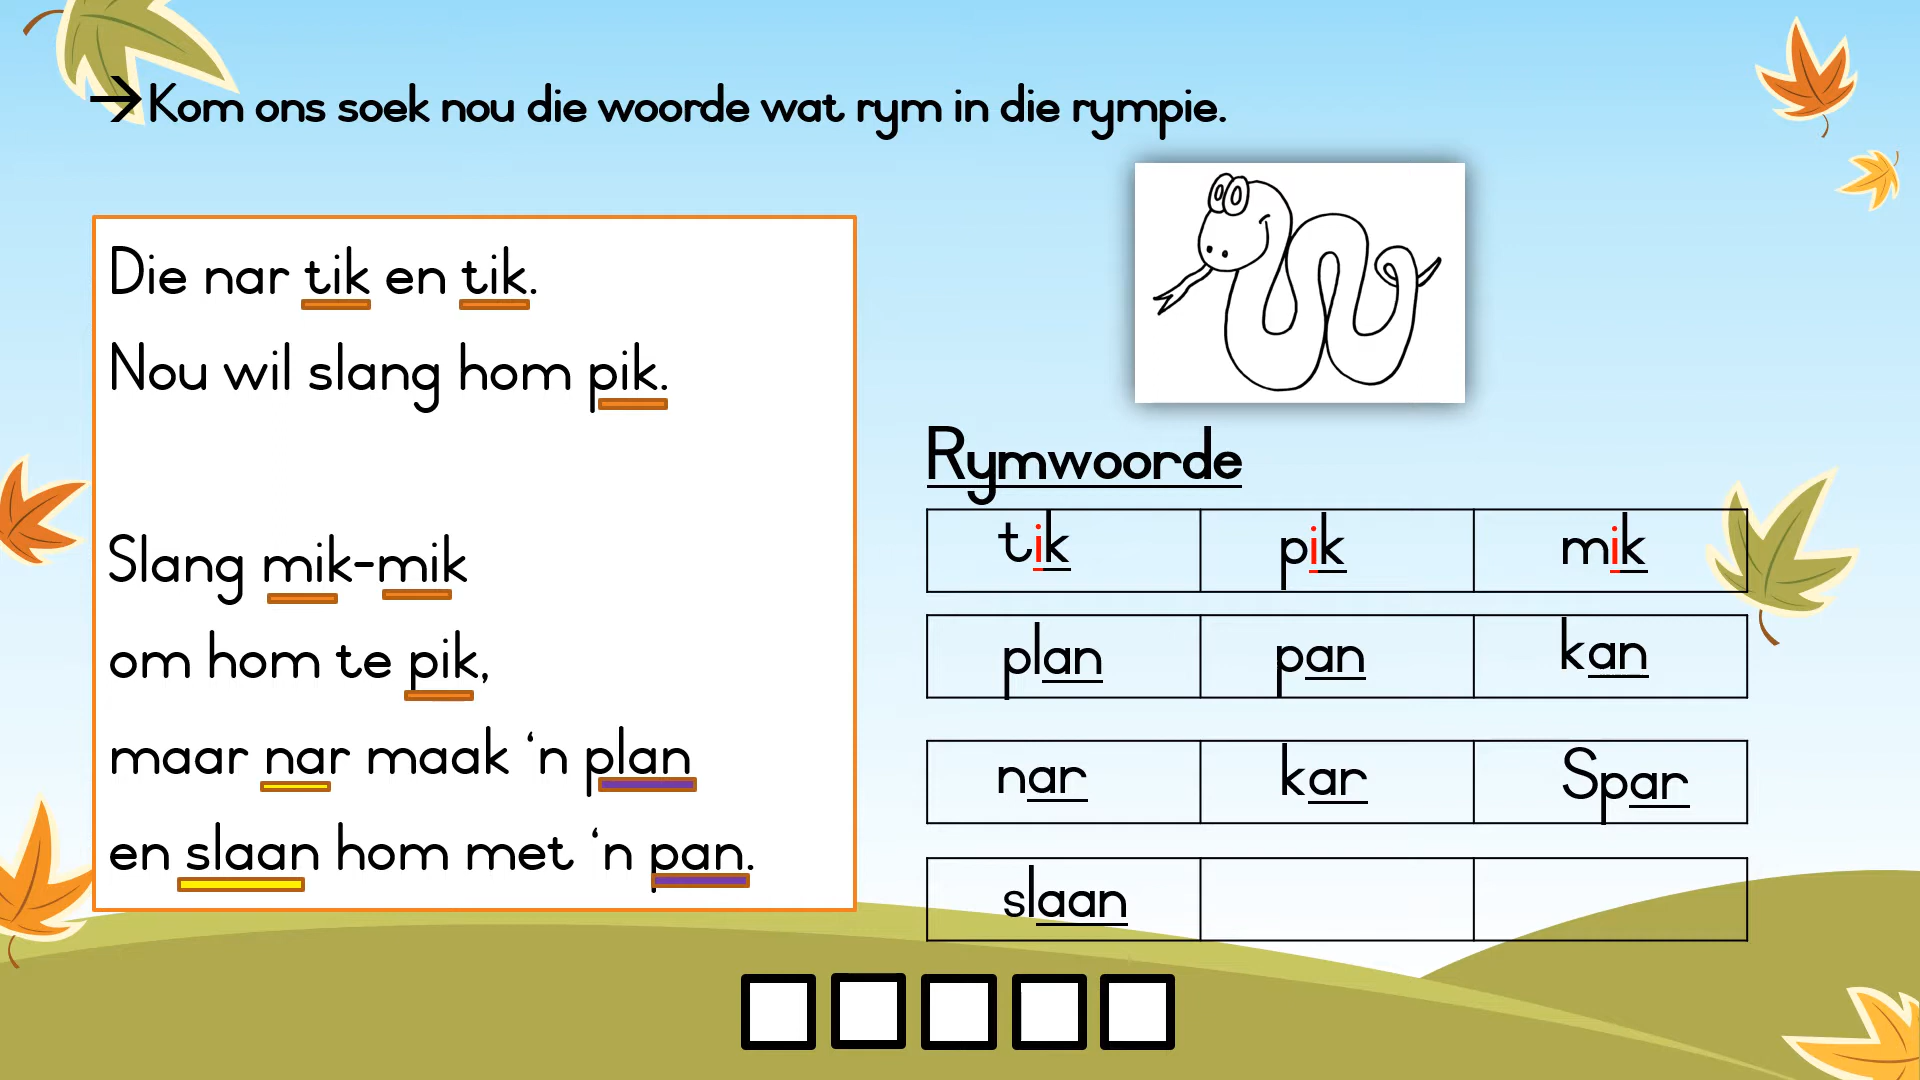 →Kom ons soek nou die woorde wat rym in die rympie.
Die nar tik en tik.
Nou wil slang hom pik.
Slang mik-mik
om hom te pik,
maar nar maak ‘n plan
en slaan hom met ‘n pan.
Rymwoorde
tik pik mik
plan pan kan
nar kar Spar
slaan